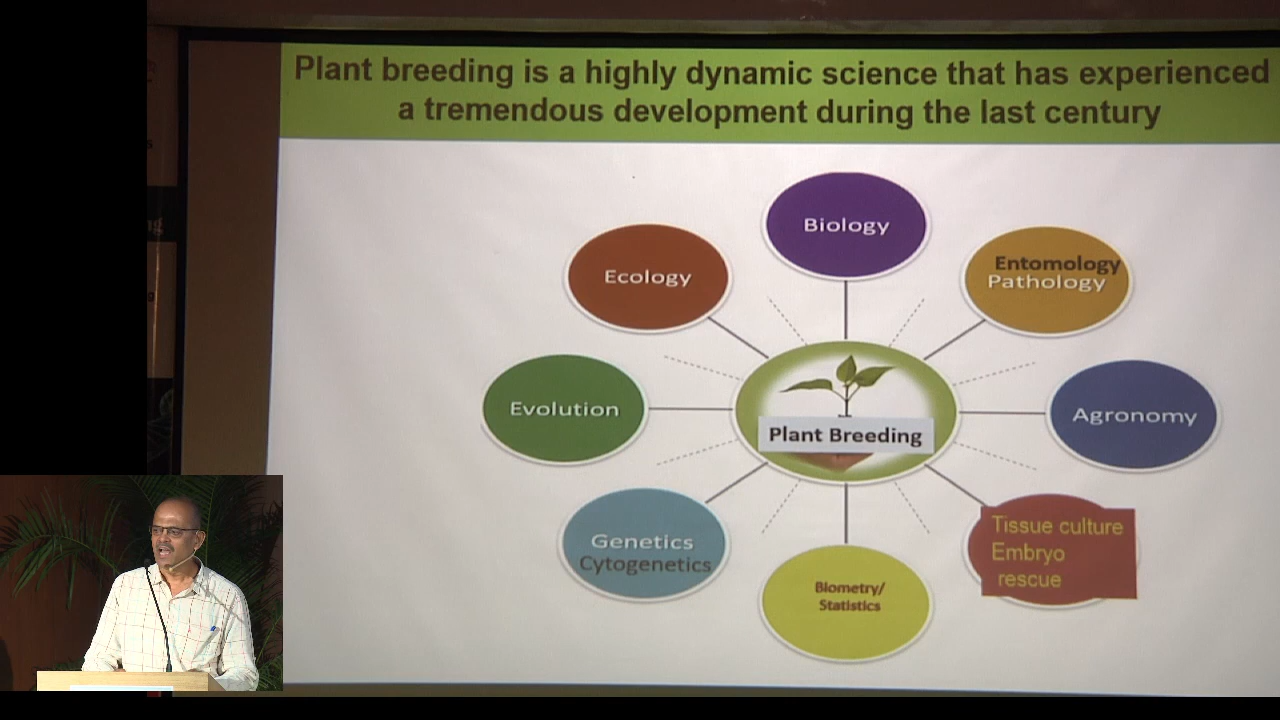 Plant breeding is a highly dynamic science that has experienced
a tremendous development during the last century
Biology
Ecology
Entomology
Pathology
Evolution
Plant Breeding
Agronomy
Genetics
Cytogenetics
Biometry/
Statistics
Tissue culture
Embryo
rescue